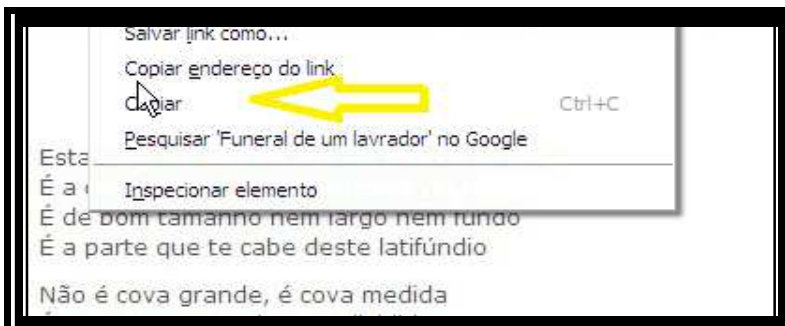 Salvar link como...
Copiar endereço do link
Copiar Ctrl+C
Pesquisar 'Funeral de um lavrador' no Google
Inspecionar elemento
Esta
É a
É de bom tamanho nem largo nem fundo
É a parte que te cabe deste latifúndio
Não é cova grande, é cova medida